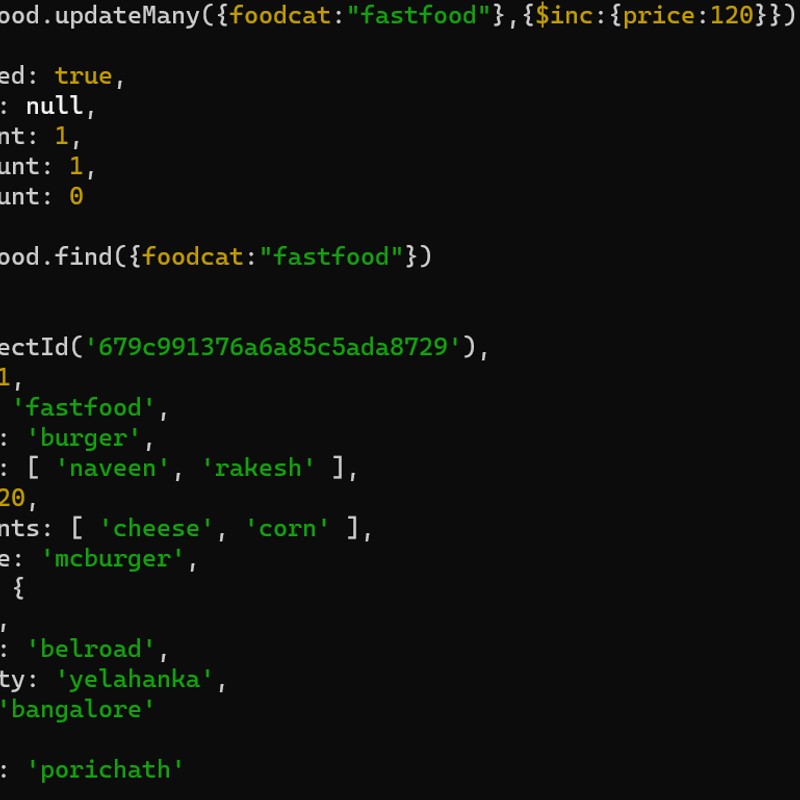 ood.updateMany({foodcat:"fastfood"},{$inc:{price:120}})
ed: true,
: null,
nt: 1,
unt: 1,
unt: 0
ood.find({foodcat:"fastfood"})
ectId('679c991376a6a85c5ada8729'),
1,
'fastfood',
: 'burger',
: [ 'naveen', 'rakesh' ],
20,
nts: [ 'cheese', 'corn' ],
e: 'mcburger',
{
,
: 'belroad',
ty: 'yelahanka',
'bangalore'
: 'porichath'